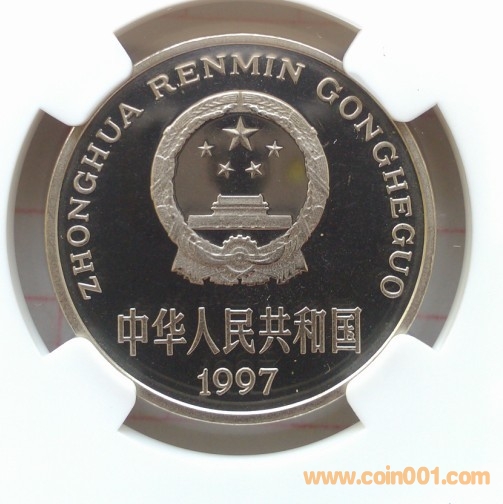 ZHONGHUA RENMIN GONGHEGUO
中华人民共和国
1997
www.coin001.com